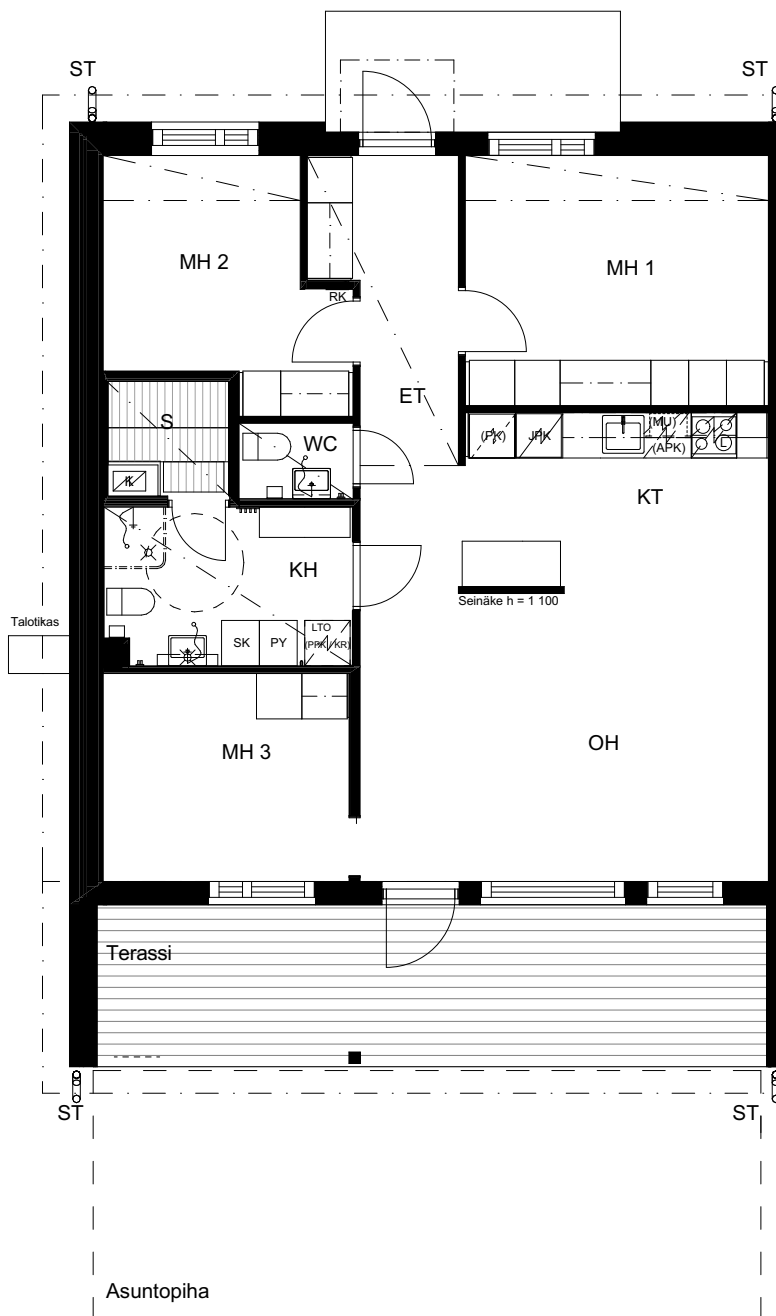 ST
ST
MH 2
MH 1
RK
ET
S
WC
(PK)
JPK
(MU)
(APK)
L
KT
K
KH
Seinäke h = 1 100
Talotikas
SK
PY
LTO
(PPK / KR)
MH 3
OH
Terassi
ST
ST
Asuntopiha